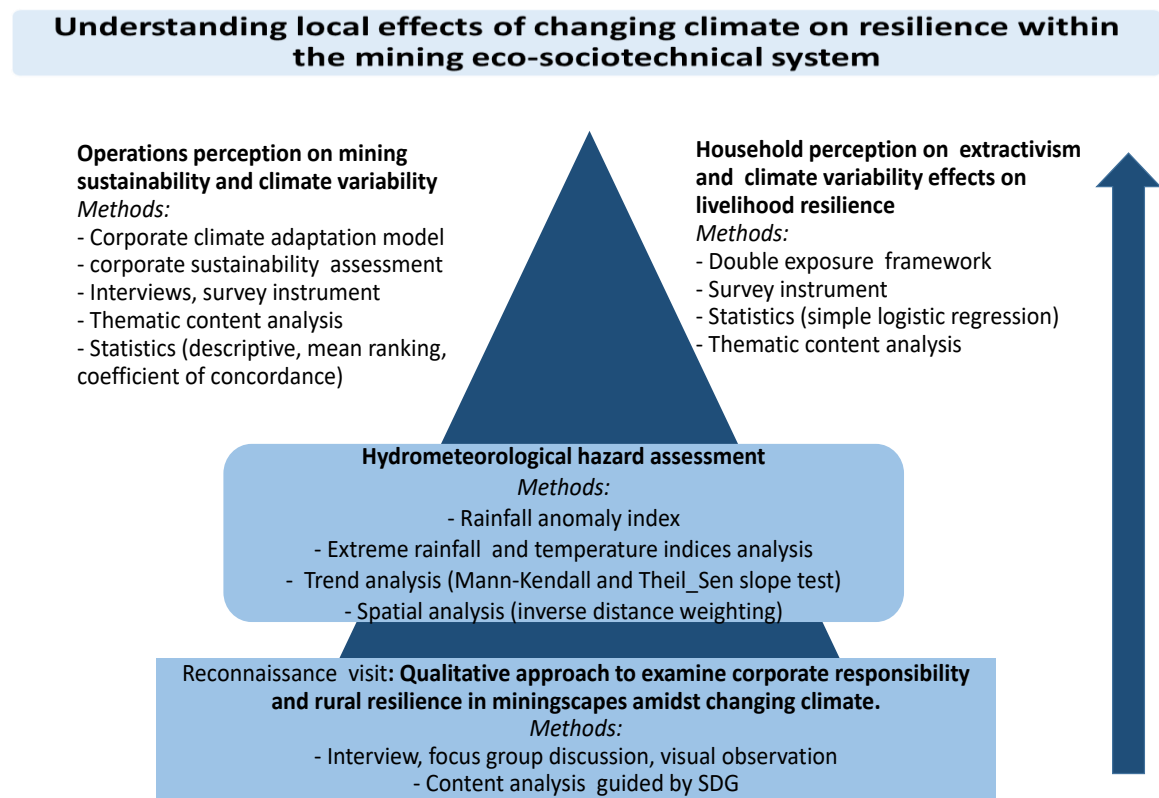 Understanding local effects of changing climate on resilience within
the mining eco-sociotechnical system
Operations perception on mining
sustainability and climate variability
Methods:
- Corporate climate adaptation model
- corporate sustainability assessment
- Interviews, survey instrument
- Thematic content analysis
- Statistics (descriptive, mean ranking,
coefficient of concordance)
Household perception on extractivism
and climate variability effects on
livelihood resilience
Methods:
- Double exposure framework
- Survey instrument
- Statistics (simple logistic regression)
- Thematic content analysis
Hydrometeorological hazard assessment
Methods:
- Rainfall anomaly index
- Extreme rainfall and temperature indices analysis
- Trend analysis (Mann-Kendall and Theil_Sen slope test)
- Spatial analysis (inverse distance weighting)
Reconnaissance visit: Qualitative approach to examine corporate responsibility
and rural resilience in miningscapes amidst changing climate.
Methods:
- Interview, focus group discussion, visual observation
- Content analysis guided by SDG